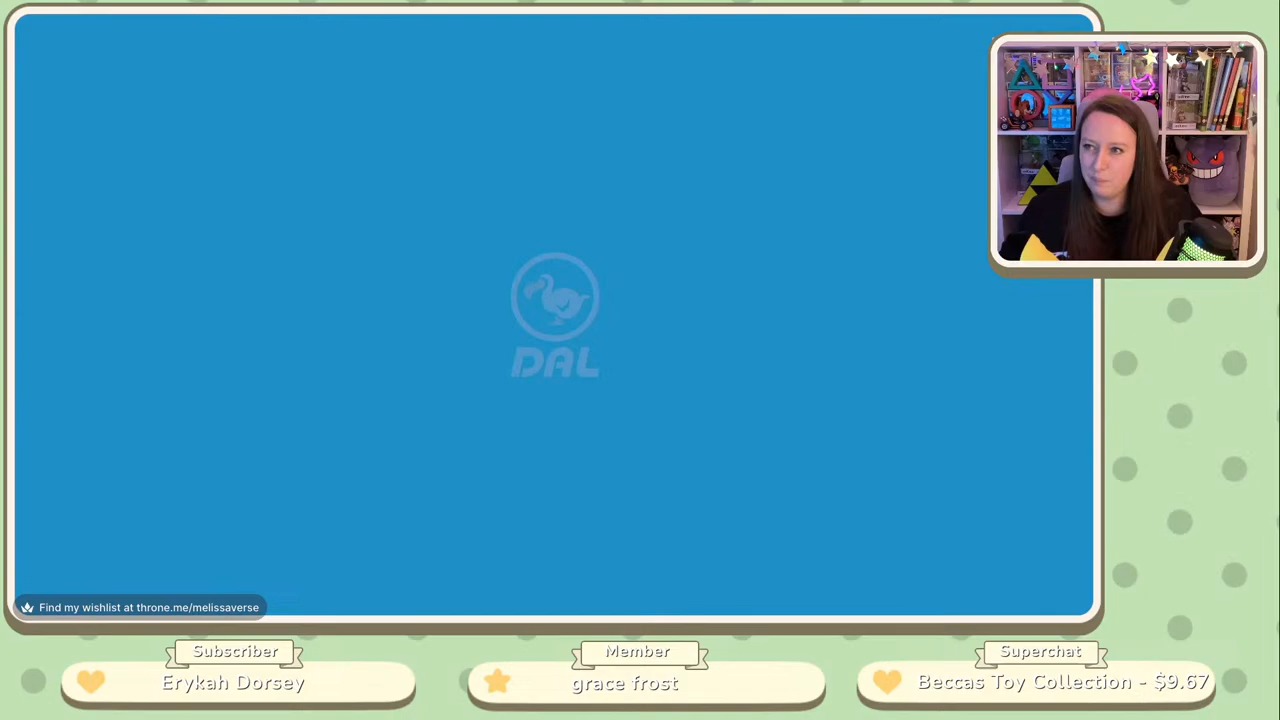 DAL
Find my wishlist at throne.me/melissaverse
Subscriber
Erykah Dorsey
Member
grace frost
Superchat
Beccas Toy Collection - $9.67